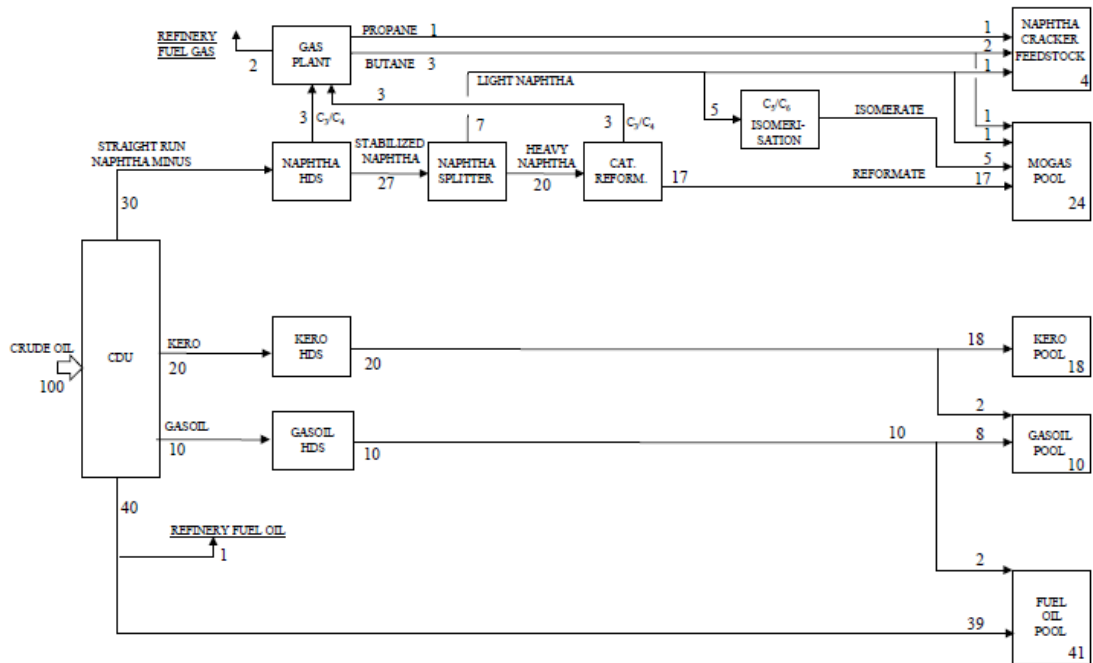 REFINERY
FUEL GAS
2
GAS
PLANT
PROPANE 1
BUTANE 3
1
2
1
NAPHTHA
CRACKER
FEEDSTOCK
4
LIGHT NAPHTHA
3
3 C₃/C₄
7
3 C₃/C₄
5
C₅/C₆
ISOMERI-
SATION
ISOMERATE
1
1
5
17
MOGAS
POOL
24
STRAIGHT RUN
NAPHTHA MINUS
30
NAPHTHA
HDS
STABILIZED
NAPHTHA
27
NAPHTHA
SPLITTER
HEAVY
NAPHTHA
20
CAT.
REFORM.
17
REFORMATE
CRUDE OIL
100
CDU
KERO
20
KERO
HDS
20
18
KERO
POOL
18
GASOIL
10
GASOIL
HDS
10
10
2
8
GASOIL
POOL
10
40
REFINERY FUEL OIL
1
2
39
FUEL
OIL
POOL
41